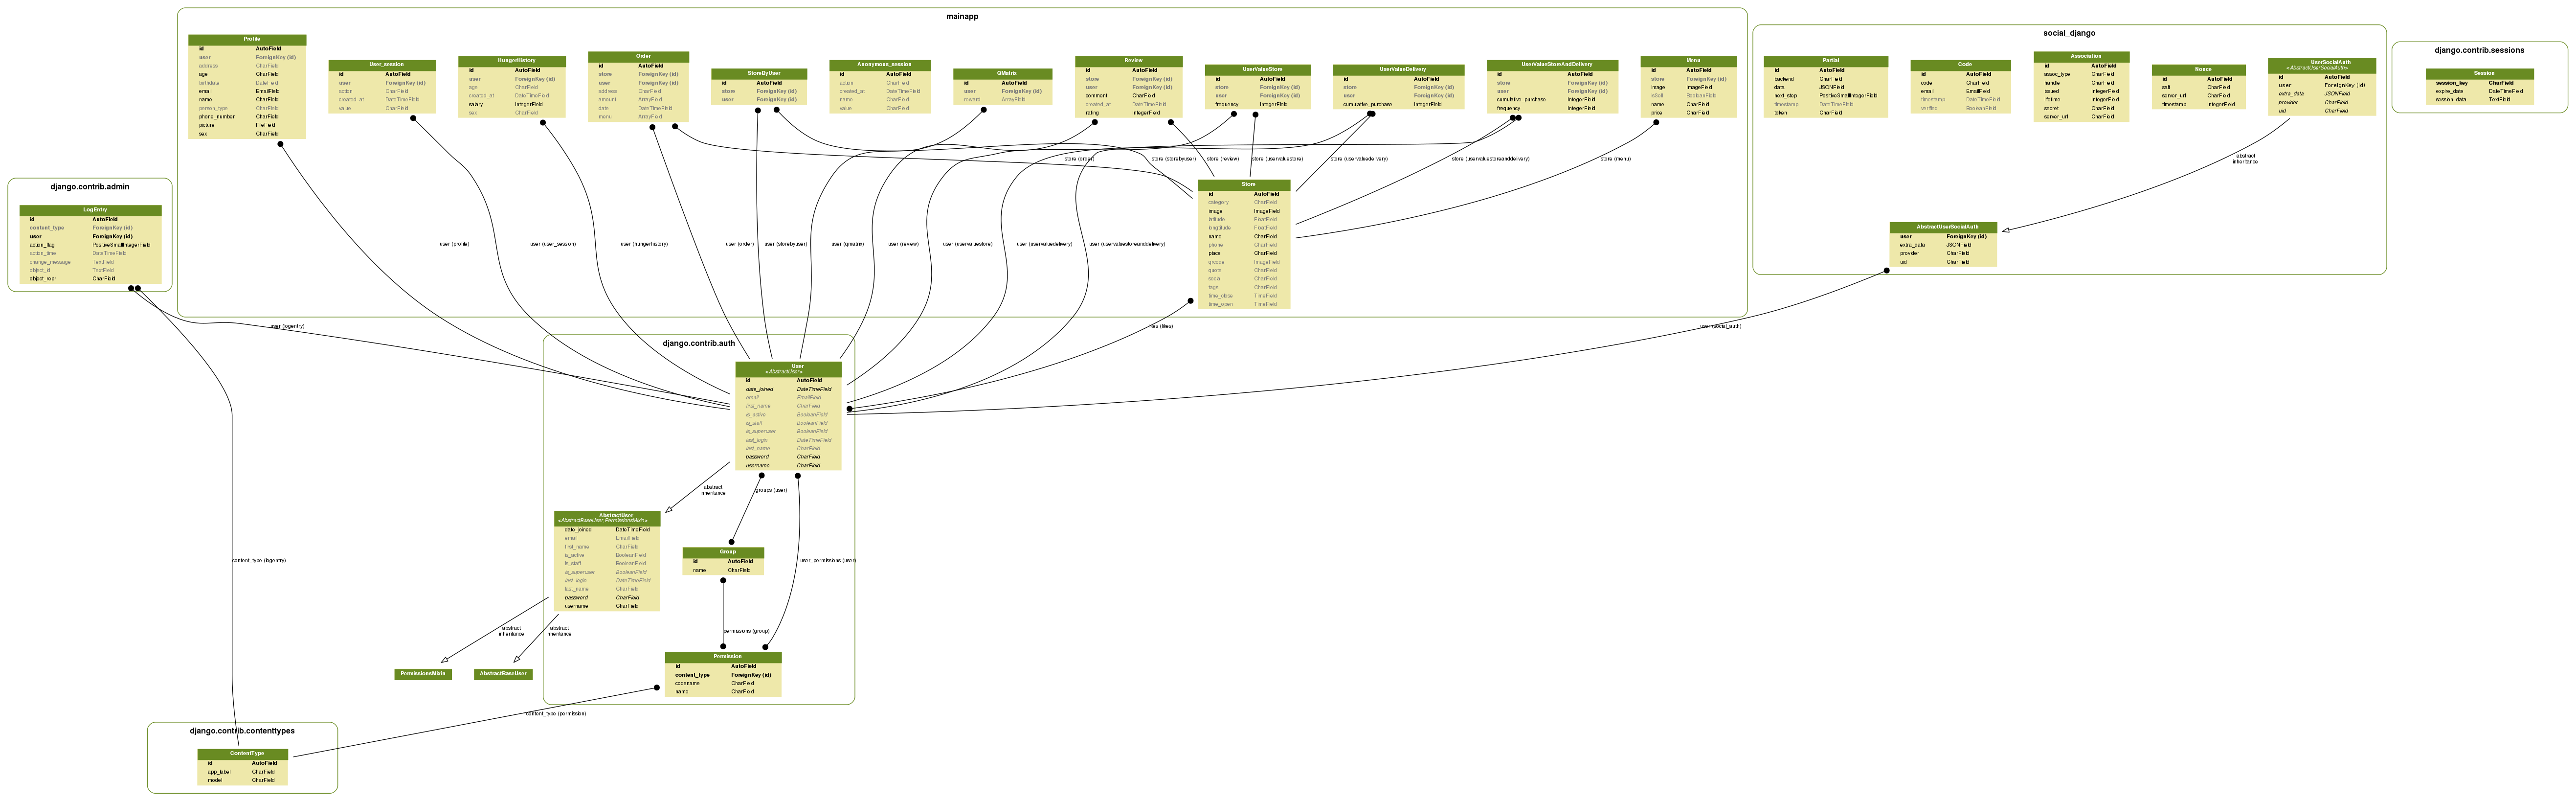 mainapp
Profile
id AutoField
user ForeignKey (id)
address CharField
age CharField
birthdate DateField
email EmailField
name CharField
person_type CharField
phone_number CharField
picture FileField
sex CharField
User_session
id AutoField
user ForeignKey (id)
action CharField
created_at DateTimeField
value CharField
HungerHistory
id AutoField
user ForeignKey (id)
age CharField
created_at DateTimeField
salary IntegerField
sex CharField
Order
id AutoField
store ForeignKey (id)
user ForeignKey (id)
address CharField
amount ArrayField
date DateTimeField
menu ArrayField
StoreByUser
id AutoField
store ForeignKey (id)
user ForeignKey (id)
Anonymous_session
id AutoField
action CharField
created_at DateTimeField
name CharField
value CharField
QMatrix
id AutoField
user ForeignKey (id)
reward ArrayField
Review
id AutoField
store ForeignKey (id)
user ForeignKey (id)
comment CharField
created_at DateTimeField
rating IntegerField
UserValueStore
id AutoField
store ForeignKey (id)
user ForeignKey (id)
frequency IntegerField
UserValueDelivery
id AutoField
store ForeignKey (id)
user ForeignKey (id)
cumulative_purchase IntegerField
UserValueStoreAndDelivery
id AutoField
store ForeignKey (id)
user ForeignKey (id)
cumulative_purchase IntegerField
frequency IntegerField
Menu
id AutoField
store ForeignKey (id)
image ImageField
isSell BooleanField
name CharField
price CharField
social_django
Partial
id AutoField
backend CharField
data JSONField
next_step PositiveSmallIntegerField
timestamp DateTimeField
token CharField
Code
id AutoField
code CharField
email EmailField
timestamp DateTimeField
verified BooleanField
Association
id AutoField
assoc_type CharField
handle CharField
issued IntegerField
lifetime IntegerField
secret CharField
server_url CharField
Nonce
id AutoField
salt CharField
server_url CharField
timestamp IntegerField
UserSocialAuth
<AbstractUserSocialAuth>
id AutoField
user ForeignKey (id)
extra_data JSONField
provider CharField
uid CharField
django.contrib.sessions
Session
session_key CharField
expire_date DateTimeField
session_data TextField
store (order)
store (storebyuser)
store (review)
store (uservaluestore)
store (uservaluedelivery)
store (uservaluestoreanddelivery)
store (menu)
abstract
inheritance
django.contrib.admin
LogEntry
id AutoField
content_type ForeignKey (id)
user ForeignKey (id)
action_flag PositiveSmallIntegerField
action_time DateTimeField
change_message TextField
object_id TextField
object_repr CharField
Store
id AutoField
category CharField
image ImageField
latitude FloatField
longitude FloatField
name CharField
phone CharField
place CharField
qrcode ImageField
quote CharField
social CharField
tags CharField
time_close TimeField
time_open TimeField
AbstractUserSocialAuth
user ForeignKey (id)
extra_data JSONField
provider CharField
uid CharField
user (profile)
user (user_session)
user (hungerhistory)
user (order)
user (storebyuser)
user (qmatrix)
user (review)
user (uservaluestore)
user (uservaluedelivery)
user (uservaluestoreanddelivery)
user (logentry)
likes (likes)
user (social_auth)
django.contrib.auth
User
<AbstractUser>
id AutoField
date_joined DateTimeField
email EmailField
first_name CharField
is_active BooleanField
is_staff BooleanField
is_superuser BooleanField
last_login DateTimeField
last_name CharField
password CharField
username CharField
abstract
inheritance
groups (user)
AbstractUser
<AbstractBaseUser,PermissionsMixin>
date_joined DateTimeField
email EmailField
first_name CharField
is_active BooleanField
is_staff BooleanField
is_superuser BooleanField
last_login DateTimeField
last_name CharField
password CharField
username CharField
Group
id AutoField
name CharField
content_type (logentry)
user_permissions (user)
abstract
inheritance
abstract
inheritance
permissions (group)
PermissionsMixin
AbstractBaseUser
Permission
id AutoField
content_type ForeignKey (id)
codename CharField
name CharField
content_type (permission)
django.contrib.contenttypes
ContentType
id AutoField
app_label CharField
model CharField